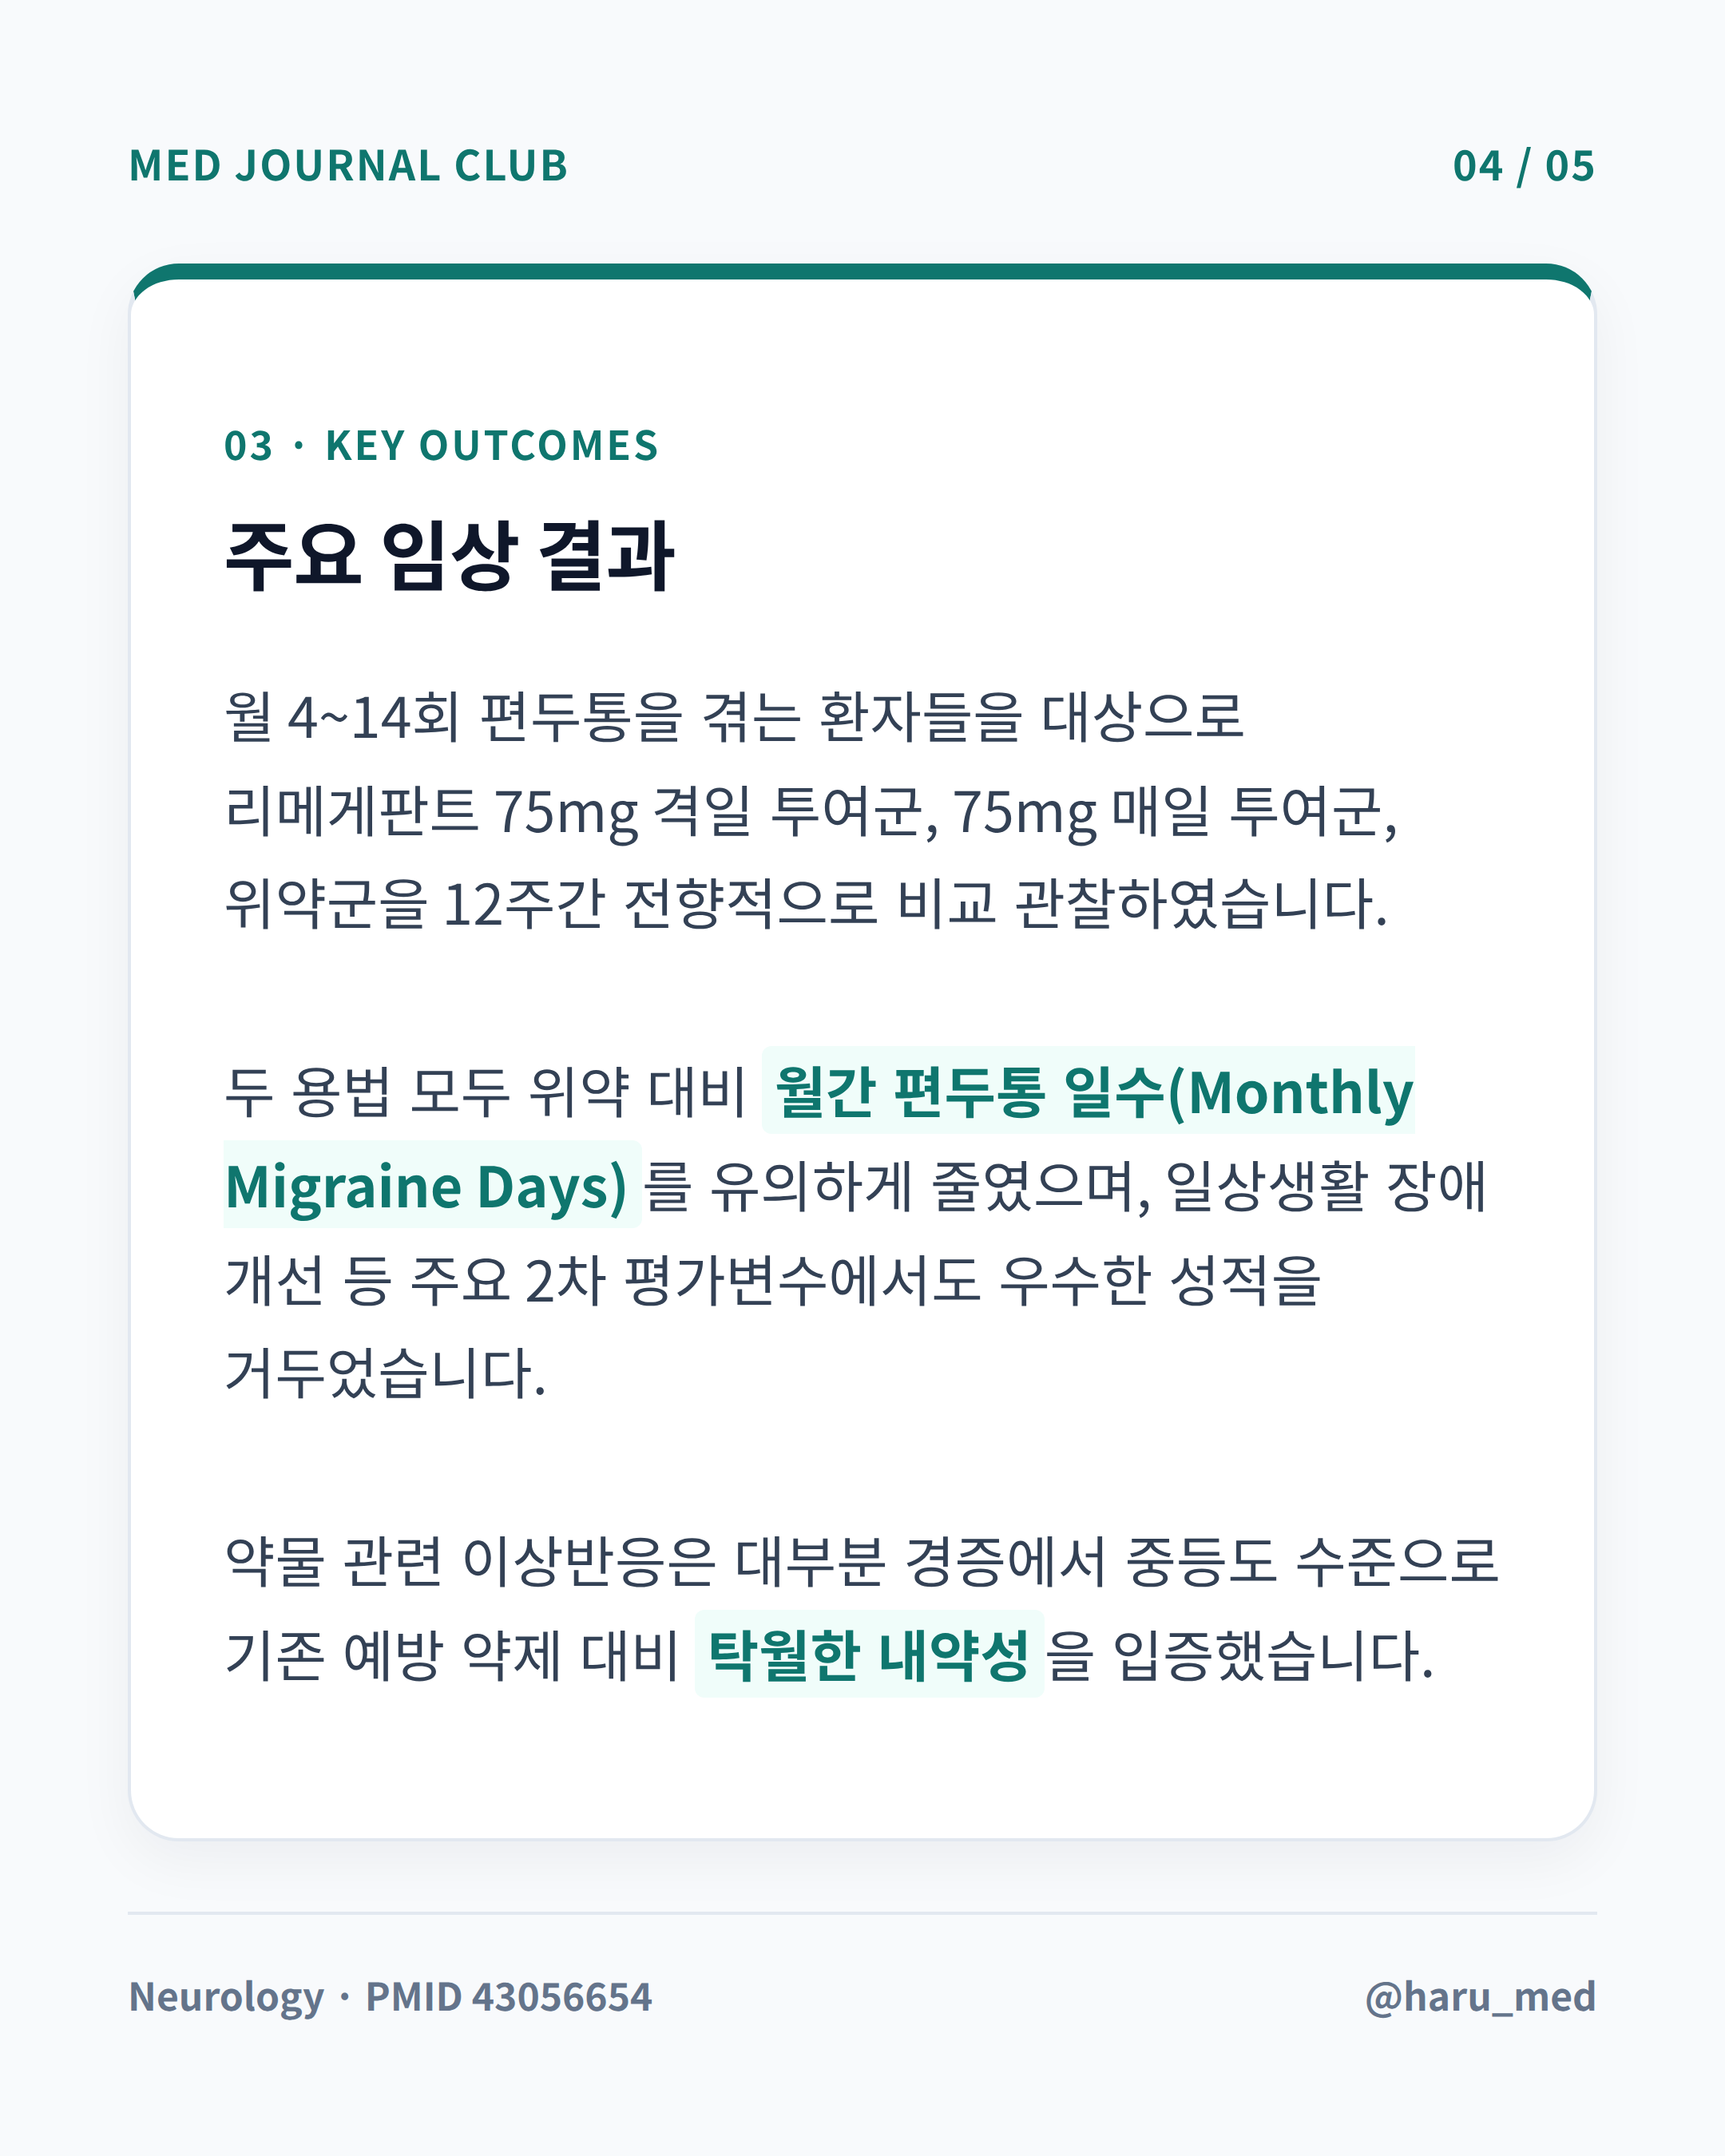 MED JOURNAL CLUB
04 / 05
03 · KEY OUTCOMES
주요 임상 결과
월 4~14회 편두통을 겪는 환자들을 대상으로
리메게판트 75mg 격일 투여군, 75mg 매일 투여군,
위약군을 12주간 전향적으로 비교 관찰하였습니다.
두 용법 모두 위약 대비 월간 편두통 일수(Monthly
Migraine Days)를 유의하게 줄였으며, 일상생활 장애
개선 등 주요 2차 평가변수에서도 우수한 성적을
거두었습니다.
약물 관련 이상반응은 대부분 경증에서 중등도 수준으로
기존 예방 약제 대비 탁월한 내약성을 입증했습니다.
Neurology · PMID 43056654
@haru_med